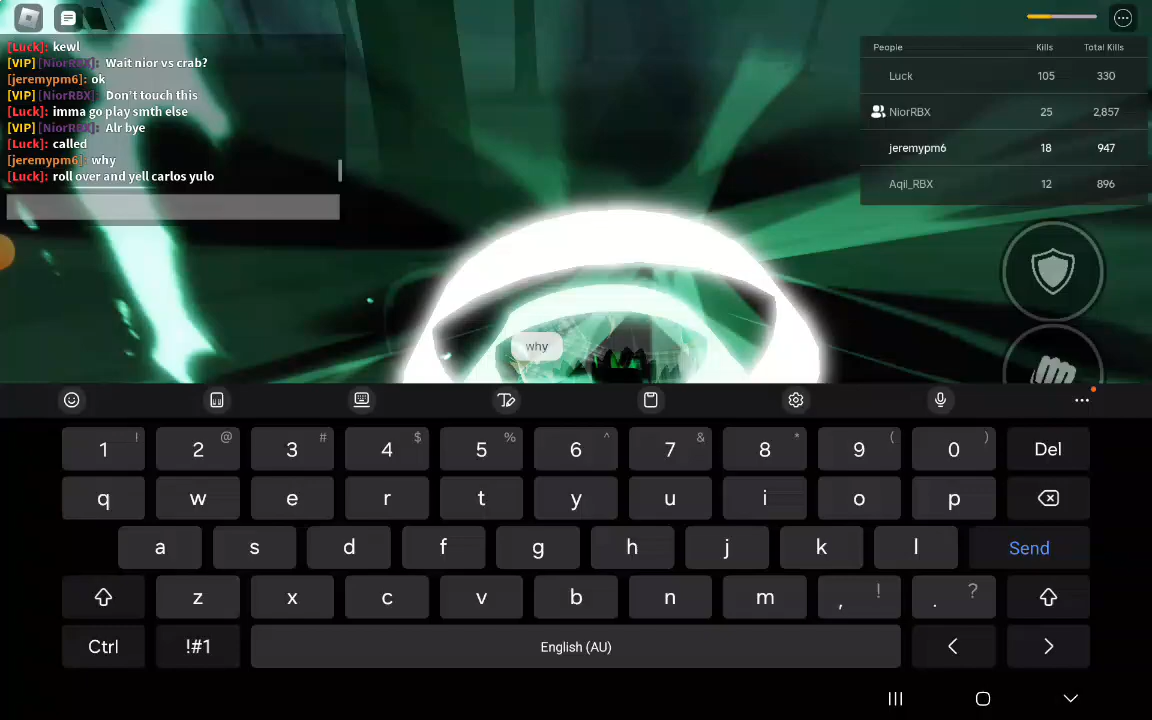 [Luck]: kewl
[VIP] [NiorRBX]: Wait nior vs crab?
[jeremypm6]: ok
[VIP] [NiorRBX]: Don't touch this
[Luck]: imma go play smth else
[VIP] [NiorRBX]: Alr bye
[Luck]: called
[jeremypm6]: why
[Luck]: roll over and yell carlos yulo
People Kills Total Kills
Luck 105 330
NiorRBX 25 2,857
jeremypm6 18 947
Aqil_RBX 12 896
why
1 ! 2 @ 3 # 4 $ 5 % 6 ^ 7 & 8 * 9 ( 0 ) Del
q w e r t y u i o p
a s d f g h j k l Send
z x c v b n m , ! . ?
Ctrl !#1 English (AU) < >